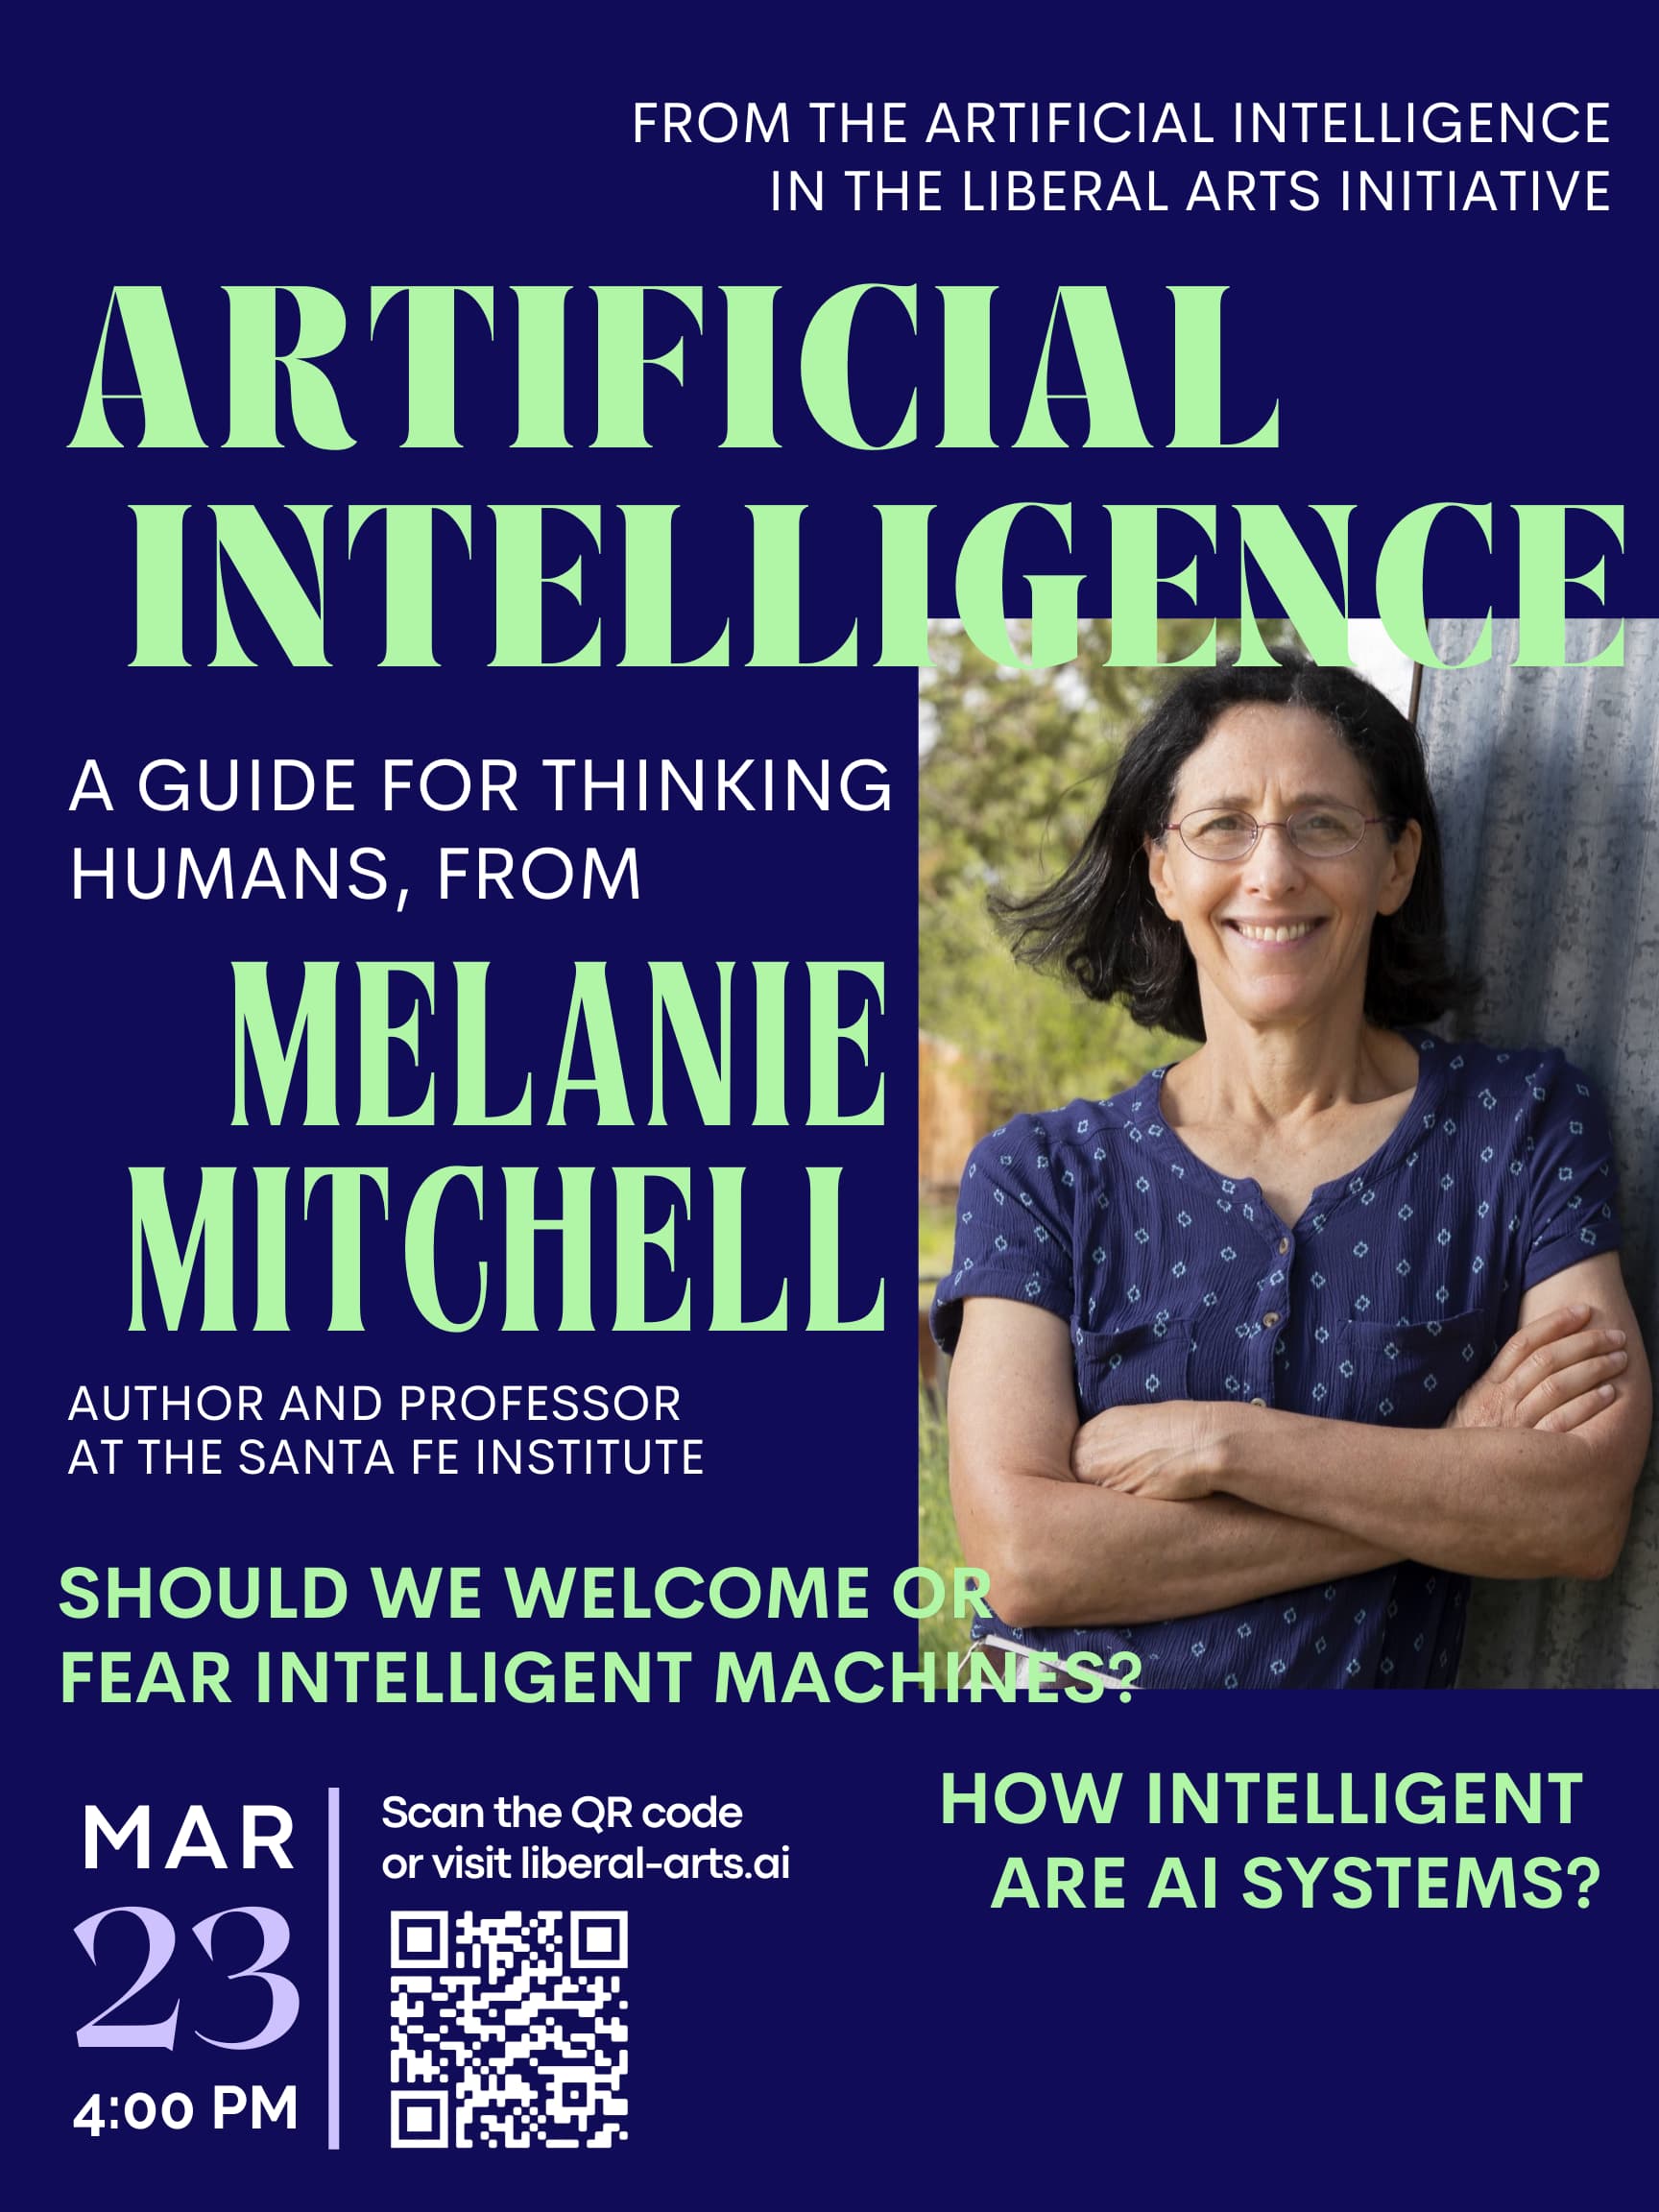 FROM THE ARTIFICIAL INTELLIGENCE
IN THE LIBERAL ARTS INITIATIVE
ARTIFICIAL
INTELLIGENCE
A GUIDE FOR THINKING
HUMANS, FROM
MELANIE
MITCHELL
AUTHOR AND PROFESSOR
AT THE SANTA FE INSTITUTE
SHOULD WE WELCOME OR
FEAR INTELLIGENT MACHINES?
HOW INTELLIGENT
ARE AI SYSTEMS?
MAR
23
4:00 PM
Scan the QR code
or visit liberal-arts.ai